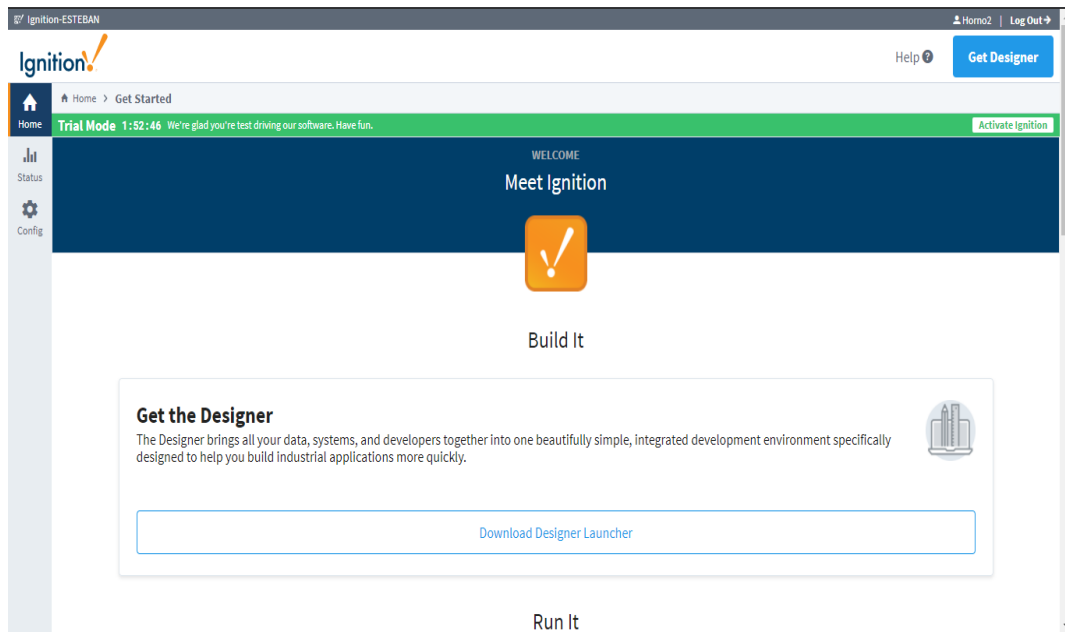 Ignition-ESTEBAN
Horno2 | Log Out
Ignition!
Help
Get Designer
Home > Get Started
Home
Trial Mode 1:52:46 We're glad you're test driving our software. Have fun.
Activate Ignition
Status
Config
WELCOME
Meet Ignition
Build It
Get the Designer
The Designer brings all your data, systems, and developers together into one beautifully simple, integrated development environment specifically
designed to help you build industrial applications more quickly.
Download Designer Launcher
Run It